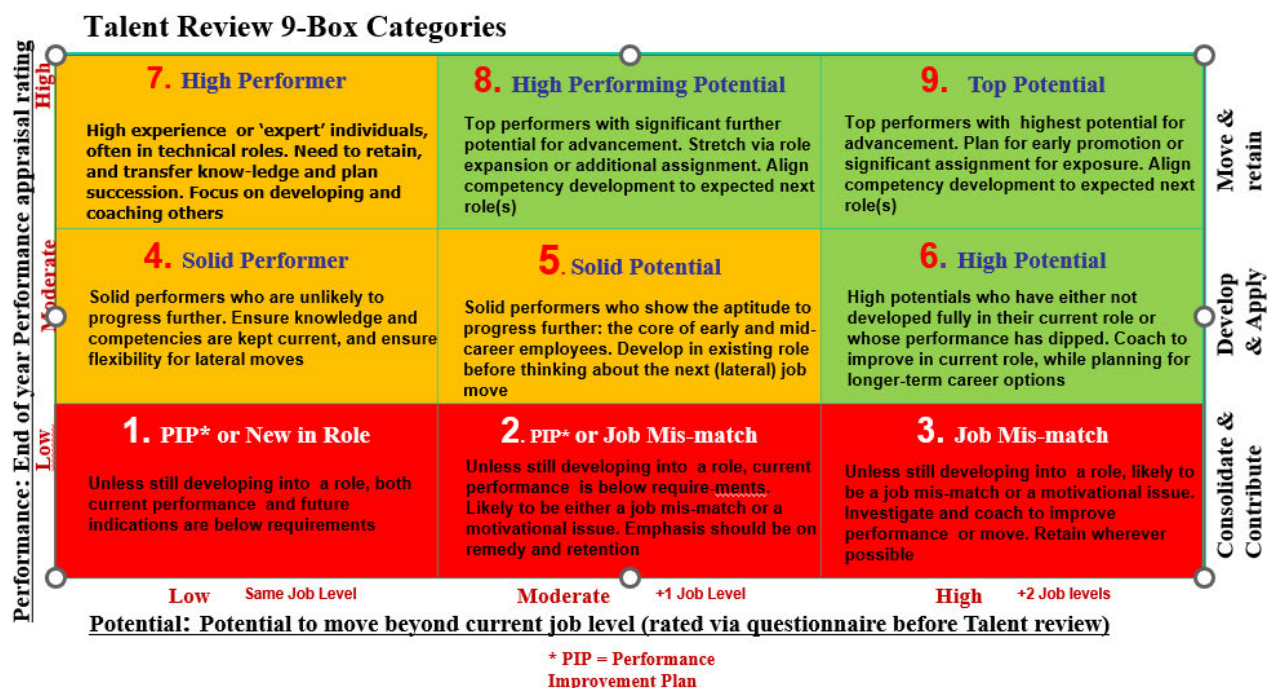 Talent Review 9-Box Categories
Performance: End of year Performance appraisal rating
High
7. High Performer
High experience or ‘expert’ individuals,
often in technical roles. Need to retain,
and transfer know-ledge and plan
succession. Focus on developing and
coaching others
8. High Performing Potential
Top performers with significant further
potential for advancement. Stretch via role
expansion or additional assignment. Align
competency development to expected next
role(s)
9. Top Potential
Top performers with highest potential for
advancement. Plan for early promotion or
significant assignment for exposure. Align
competency development to expected next
role(s)
Move &
retain
Moderate
4. Solid Performer
Solid performers who are unlikely to
progress further. Ensure knowledge and
competencies are kept current, and ensure
flexibility for lateral moves
5. Solid Potential
Solid performers who show the aptitude to
progress further: the core of early and mid-
career employees. Develop in existing role
before thinking about the next (lateral) job
move
6. High Potential
High potentials who have either not
developed fully in their current role or
whose performance has dipped. Coach to
improve in current role, while planning for
longer-term career options
Develop
& Apply
Low
1. PIP* or New in Role
Unless still developing into a role, both
current performance and future
indications are below requirements
2. PIP* or Job Mis-match
Unless still developing into a role, current
performance is below require-ments.
Likely to be either a job mis-match or a
motivational issue. Emphasis should be on
remedy and retention
3. Job Mis-match
Unless still developing into a role, likely to
be a job mis-match or a motivational issue.
Investigate and coach to improve
performance or move. Retain wherever
possible
Consolidate &
Contribute
Low Same Job Level
Moderate +1 Job Level
High +2 Job levels
Potential: Potential to move beyond current job level (rated via questionnaire before Talent review)
* PIP = Performance
Improvement Plan